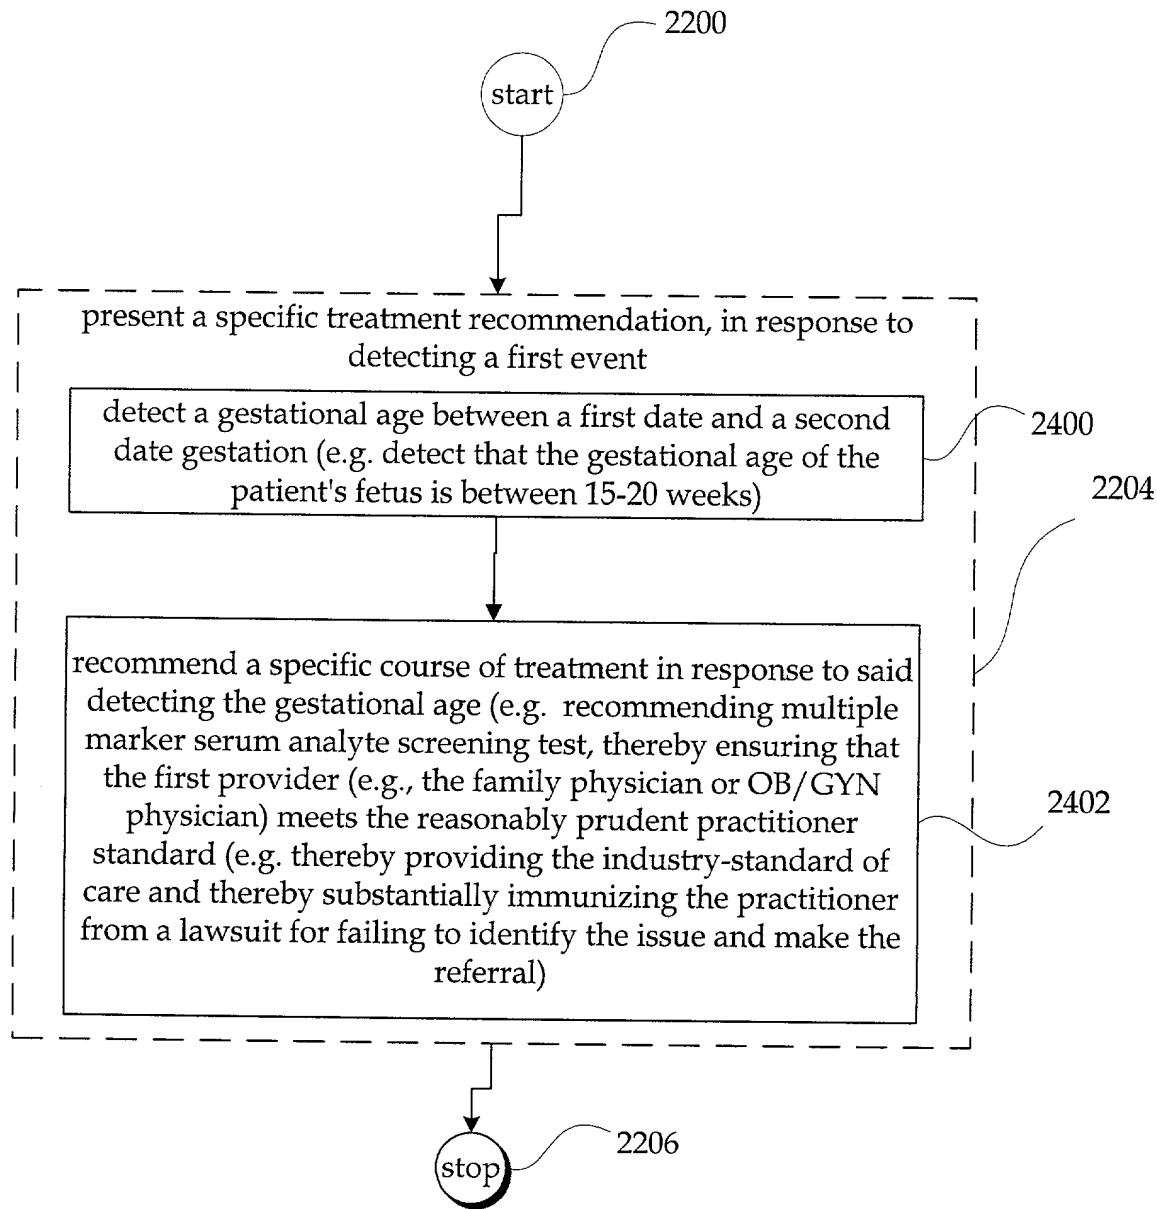 2200
start
present a specific treatment recommendation, in response to
detecting a first event
detect a gestational age between a first date and a second
date gestation (e.g. detect that the gestational age of the
patient's fetus is between 15-20 weeks)
2400
2204
recommend a specific course of treatment in response to said
detecting the gestational age (e.g. recommending multiple
marker serum analyte screening test, thereby ensuring that
the first provider (e.g., the family physician or OB/GYN
physician) meets the reasonably prudent practitioner
standard (e.g. thereby providing the industry-standard of
care and thereby substantially immunizing the practitioner
from a lawsuit for failing to identify the issue and make the
referral)
2402
stop
2206